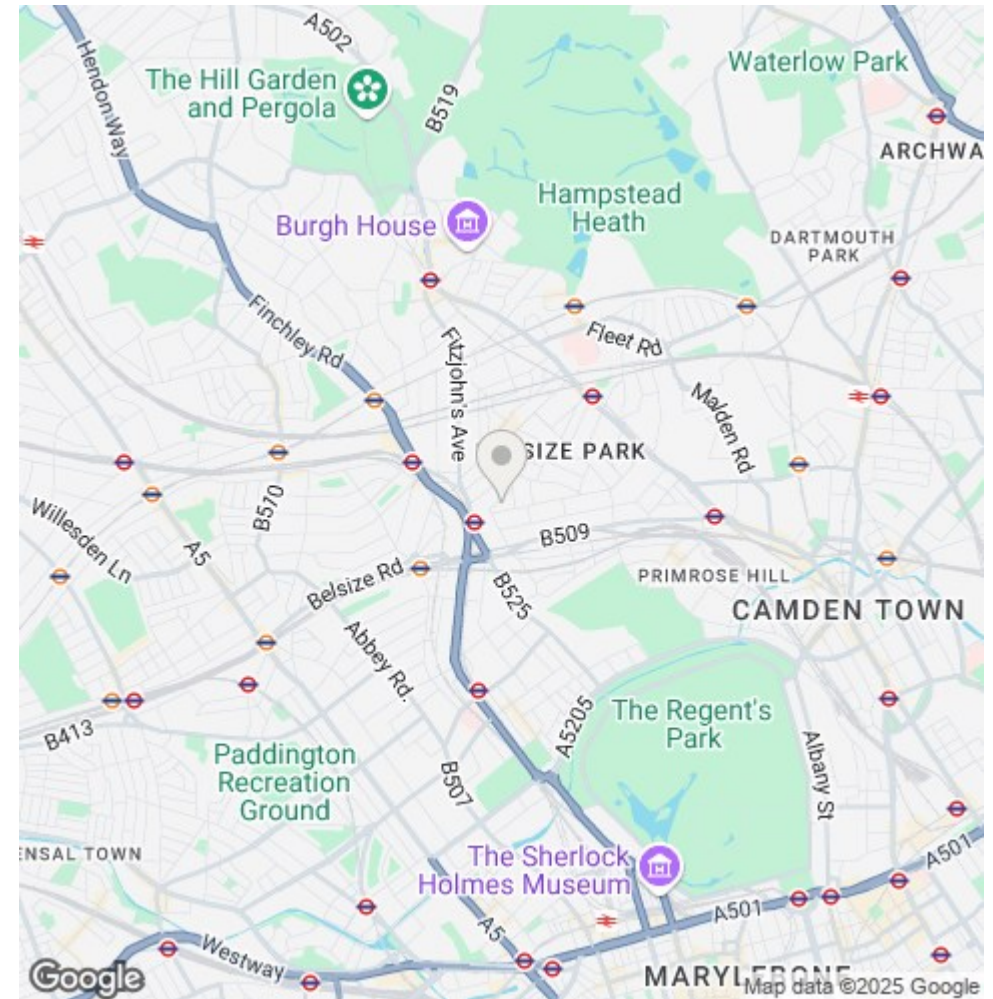 A502
The Hill Garden
and Pergola
B519
Waterlow Park
Hendon Way
ARCHWA
Hampstead
Heath
Burgh House
DARTMOUTH
PARK
Finchley Rd
Fitzjohn's Ave
Fleet Rd
Malden Rd
SIZE PARK
B510
Willesden Ln
A5
B509
Belsize Rd
B525
PRIMROSE HILL
CAMDEN TOWN
Abbey Rd.
A5205
The Regent's
Park
B413
Albany St
Paddington
Recreation
Ground
B507
ENSAL TOWN
The Sherlock
Holmes Museum
A501
A501
A5
Westway
MARYLEBONE
Google
Map data ©2025 Google